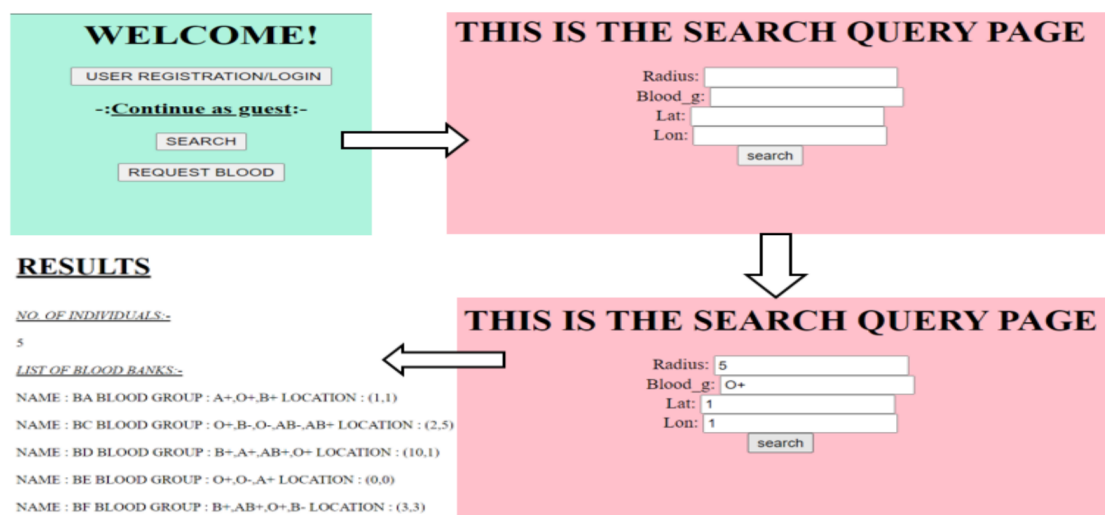 WELCOME!
USER REGISTRATION/LOGIN
-:Continue as guest:-
SEARCH
REQUEST BLOOD
THIS IS THE SEARCH QUERY PAGE
Radius:
Blood_g:
Lat:
Lon:
search
THIS IS THE SEARCH QUERY PAGE
Radius: 5
Blood_g: O+
Lat: 1
Lon: 1
search
RESULTS
NO. OF INDIVIDUALS:-
5
LIST OF BLOOD BANKS:-
NAME : BA BLOOD GROUP : A+,O+,B+ LOCATION : (1,1)
NAME : BC BLOOD GROUP : O+,B-,O-,AB-,AB+ LOCATION : (2,5)
NAME : BD BLOOD GROUP : B+,A+,AB+,O+ LOCATION : (10,1)
NAME : BE BLOOD GROUP : O+,O-,A+ LOCATION : (0,0)
NAME : BF BLOOD GROUP : B+,AB+,O+,B- LOCATION : (3,3)